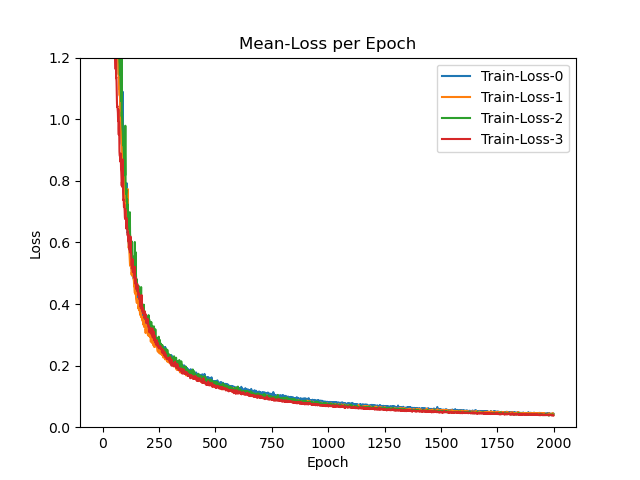 Mean-Loss per Epoch
1.2
1.0
0.8
0.6
0.4
0.2
0.0
Loss
Train-Loss-0
Train-Loss-1
Train-Loss-2
Train-Loss-3
0 250 500 750 1000 1250 1500 1750 2000
Epoch